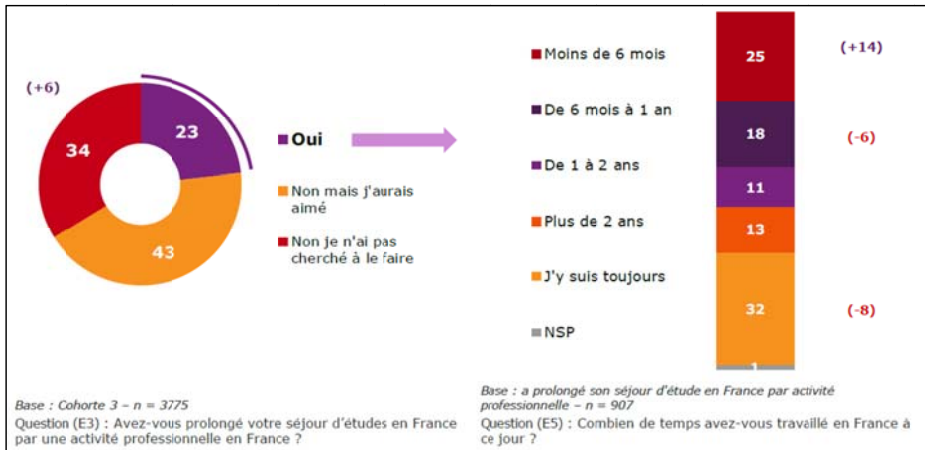 (+6)
23
34
43
Oui
Non mais j'aurais
aimé
Non je n'ai pas
cherché à le faire
Moins de 6 mois
De 6 mois à 1 an
De 1 à 2 ans
Plus de 2 ans
J'y suis toujours
NSP
25
18
11
13
32
1
(+14)
(-6)
(-8)
Base : Cohorte 3 – n = 3775
Question (E3) : Avez-vous prolongé votre séjour d'études en France
par une activité professionnelle en France ?
Base : a prolongé son séjour d'étude en France par activité
professionnelle – n = 907
Question (E5) : Combien de temps avez-vous travaillé en France à
ce jour ?